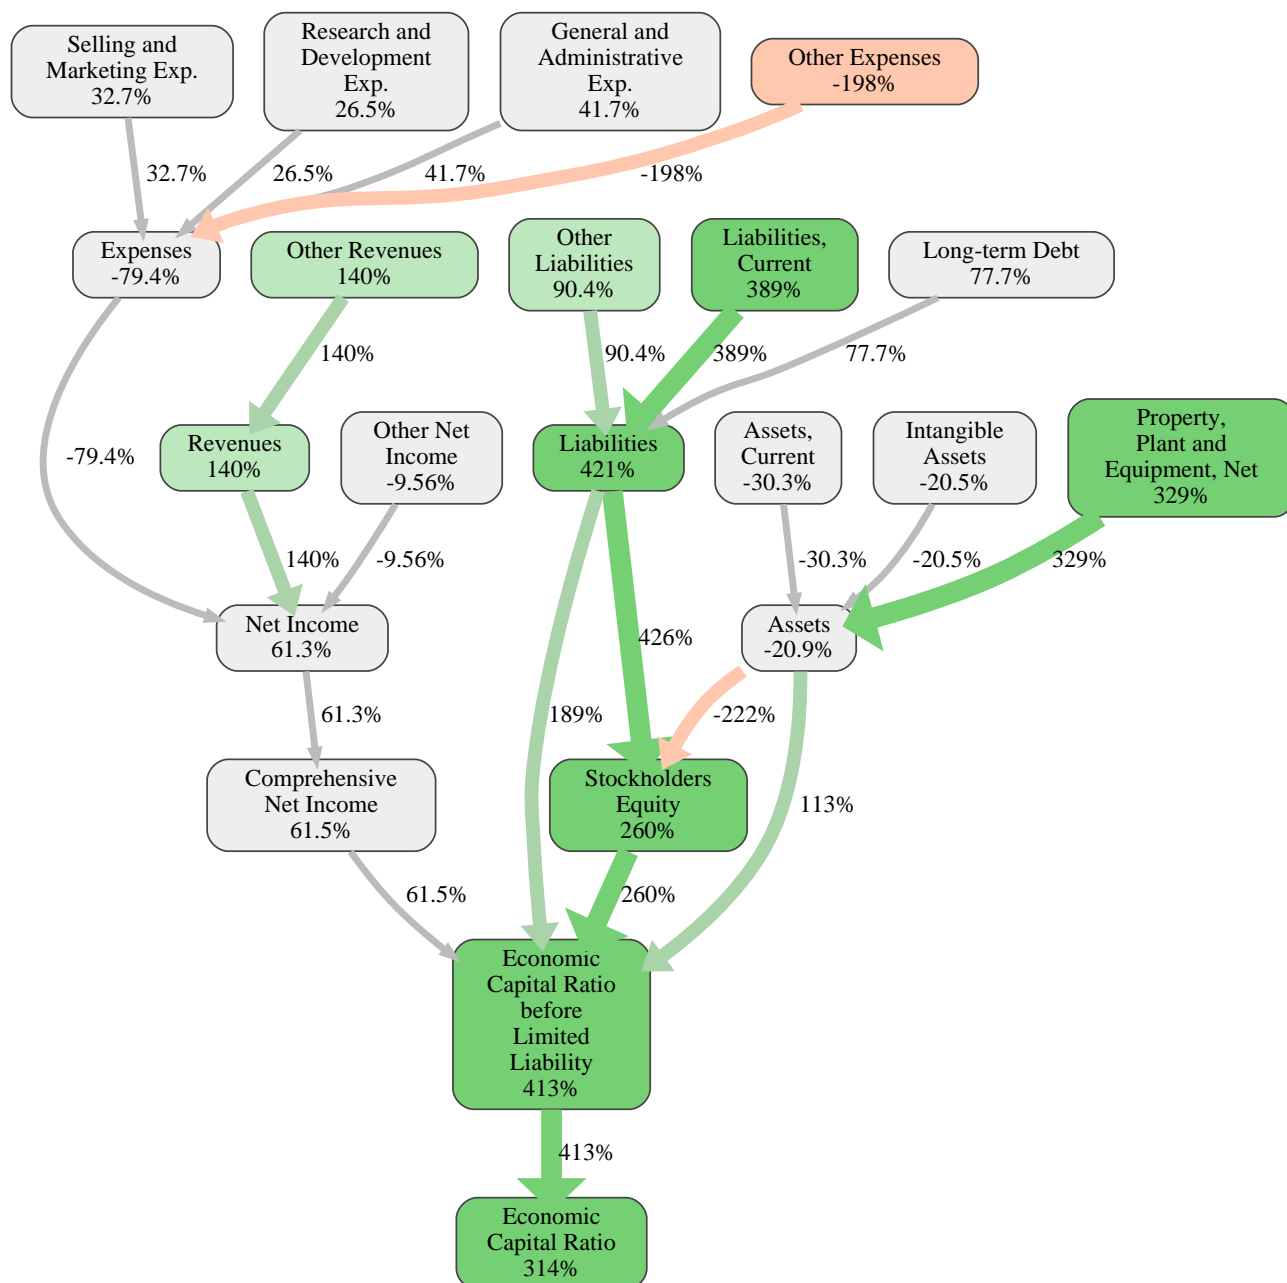 Selling and
Marketing Exp.
32.7%
Research and
Development
Exp.
26.5%
General and
Administrative
Exp.
41.7%
Other Expenses
-198%
32.7%
26.5%
41.7%
-198%
Expenses
-79.4%
Other Revenues
140%
Other
Liabilities
90.4%
Liabilities,
Current
389%
Long-term Debt
77.7%
140%
90.4%
389%
77.7%
-79.4%
Revenues
140%
Other Net
Income
-9.56%
Liabilities
421%
Assets,
Current
-30.3%
Intangible
Assets
-20.5%
Property,
Plant and
Equipment, Net
329%
140%
-9.56%
-30.3%
-20.5%
329%
Net Income
61.3%
426%
Assets
-20.9%
61.3%
189%
-222%
Comprehensive
Net Income
61.5%
Stockholders
Equity
260%
113%
61.5%
260%
Economic
Capital Ratio
before
Limited
Liability
413%
413%
Economic
Capital Ratio
314%